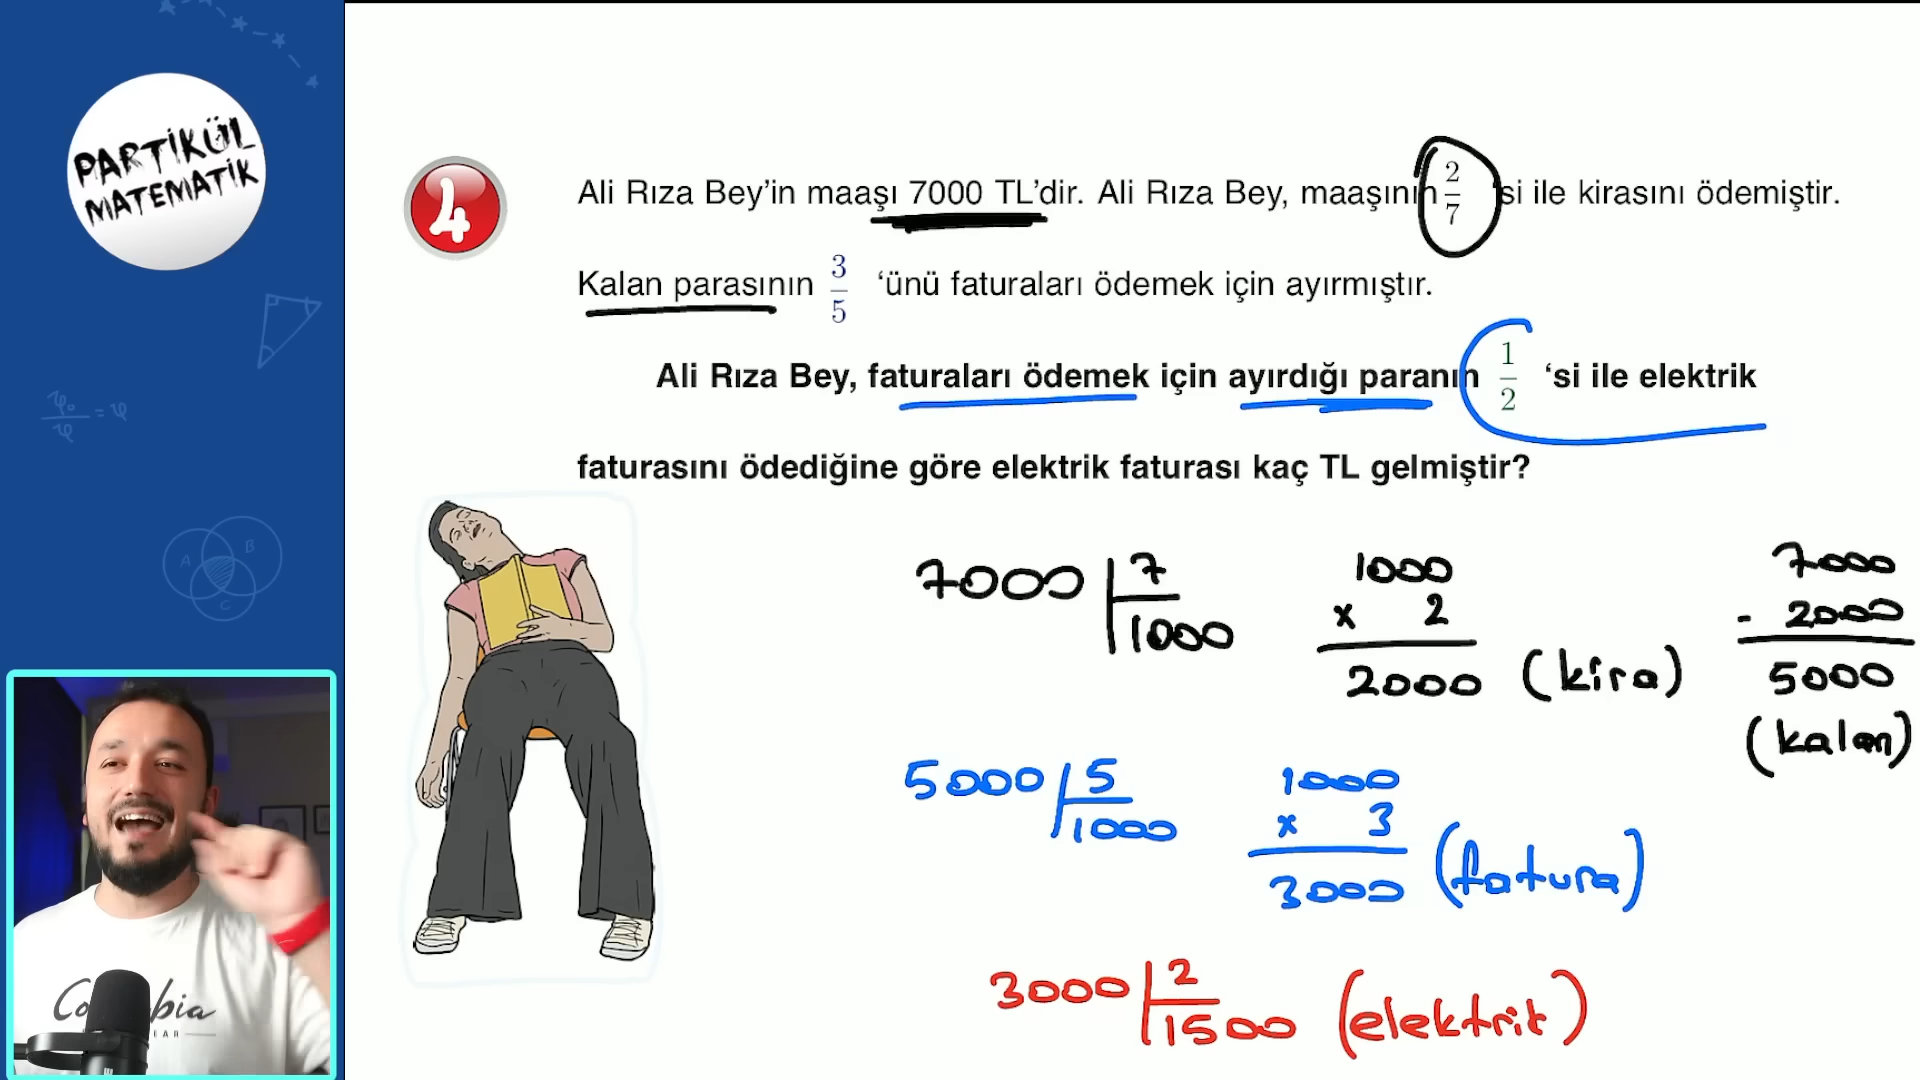 PARTİKÜL
MATEMATİK
4
Ali Rıza Bey’in maaşı 7000 TL’dir. Ali Rıza Bey, maaşının 2/7 ‘si ile kirasını ödemiştir.
Kalan parasının 3/5 ‘ünü faturaları ödemek için ayırmıştır.
Ali Rıza Bey, faturaları ödemek için ayırdığı paranın 1/2 ‘si ile elektrik
faturasını ödediğine göre elektrik faturası kaç TL gelmiştir?
7000 | 7
1000
1000
x 2
2000 (kira)
7000
- 2000
5000
(kalan)
5000 | 5
1000
1000
x 3
3000 (fatura)
3000 | 2
1500 (elektrik)
A B
C